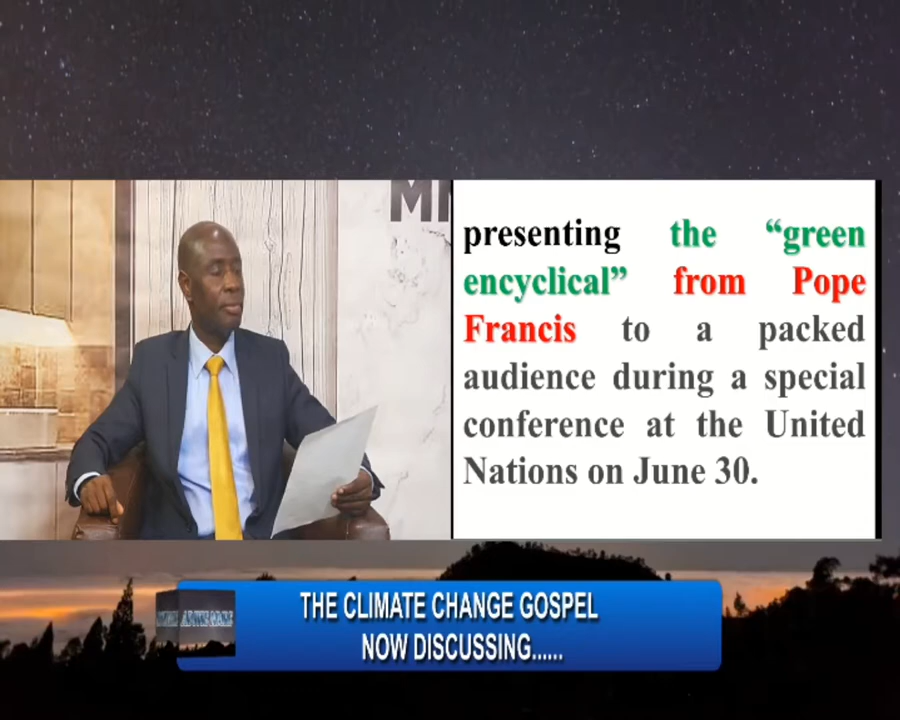 presenting the “green
encyclical” from Pope
Francis to a packed
audience during a special
conference at the United
Nations on June 30.
THE CLIMATE CHANGE GOSPEL
NOW DISCUSSING......